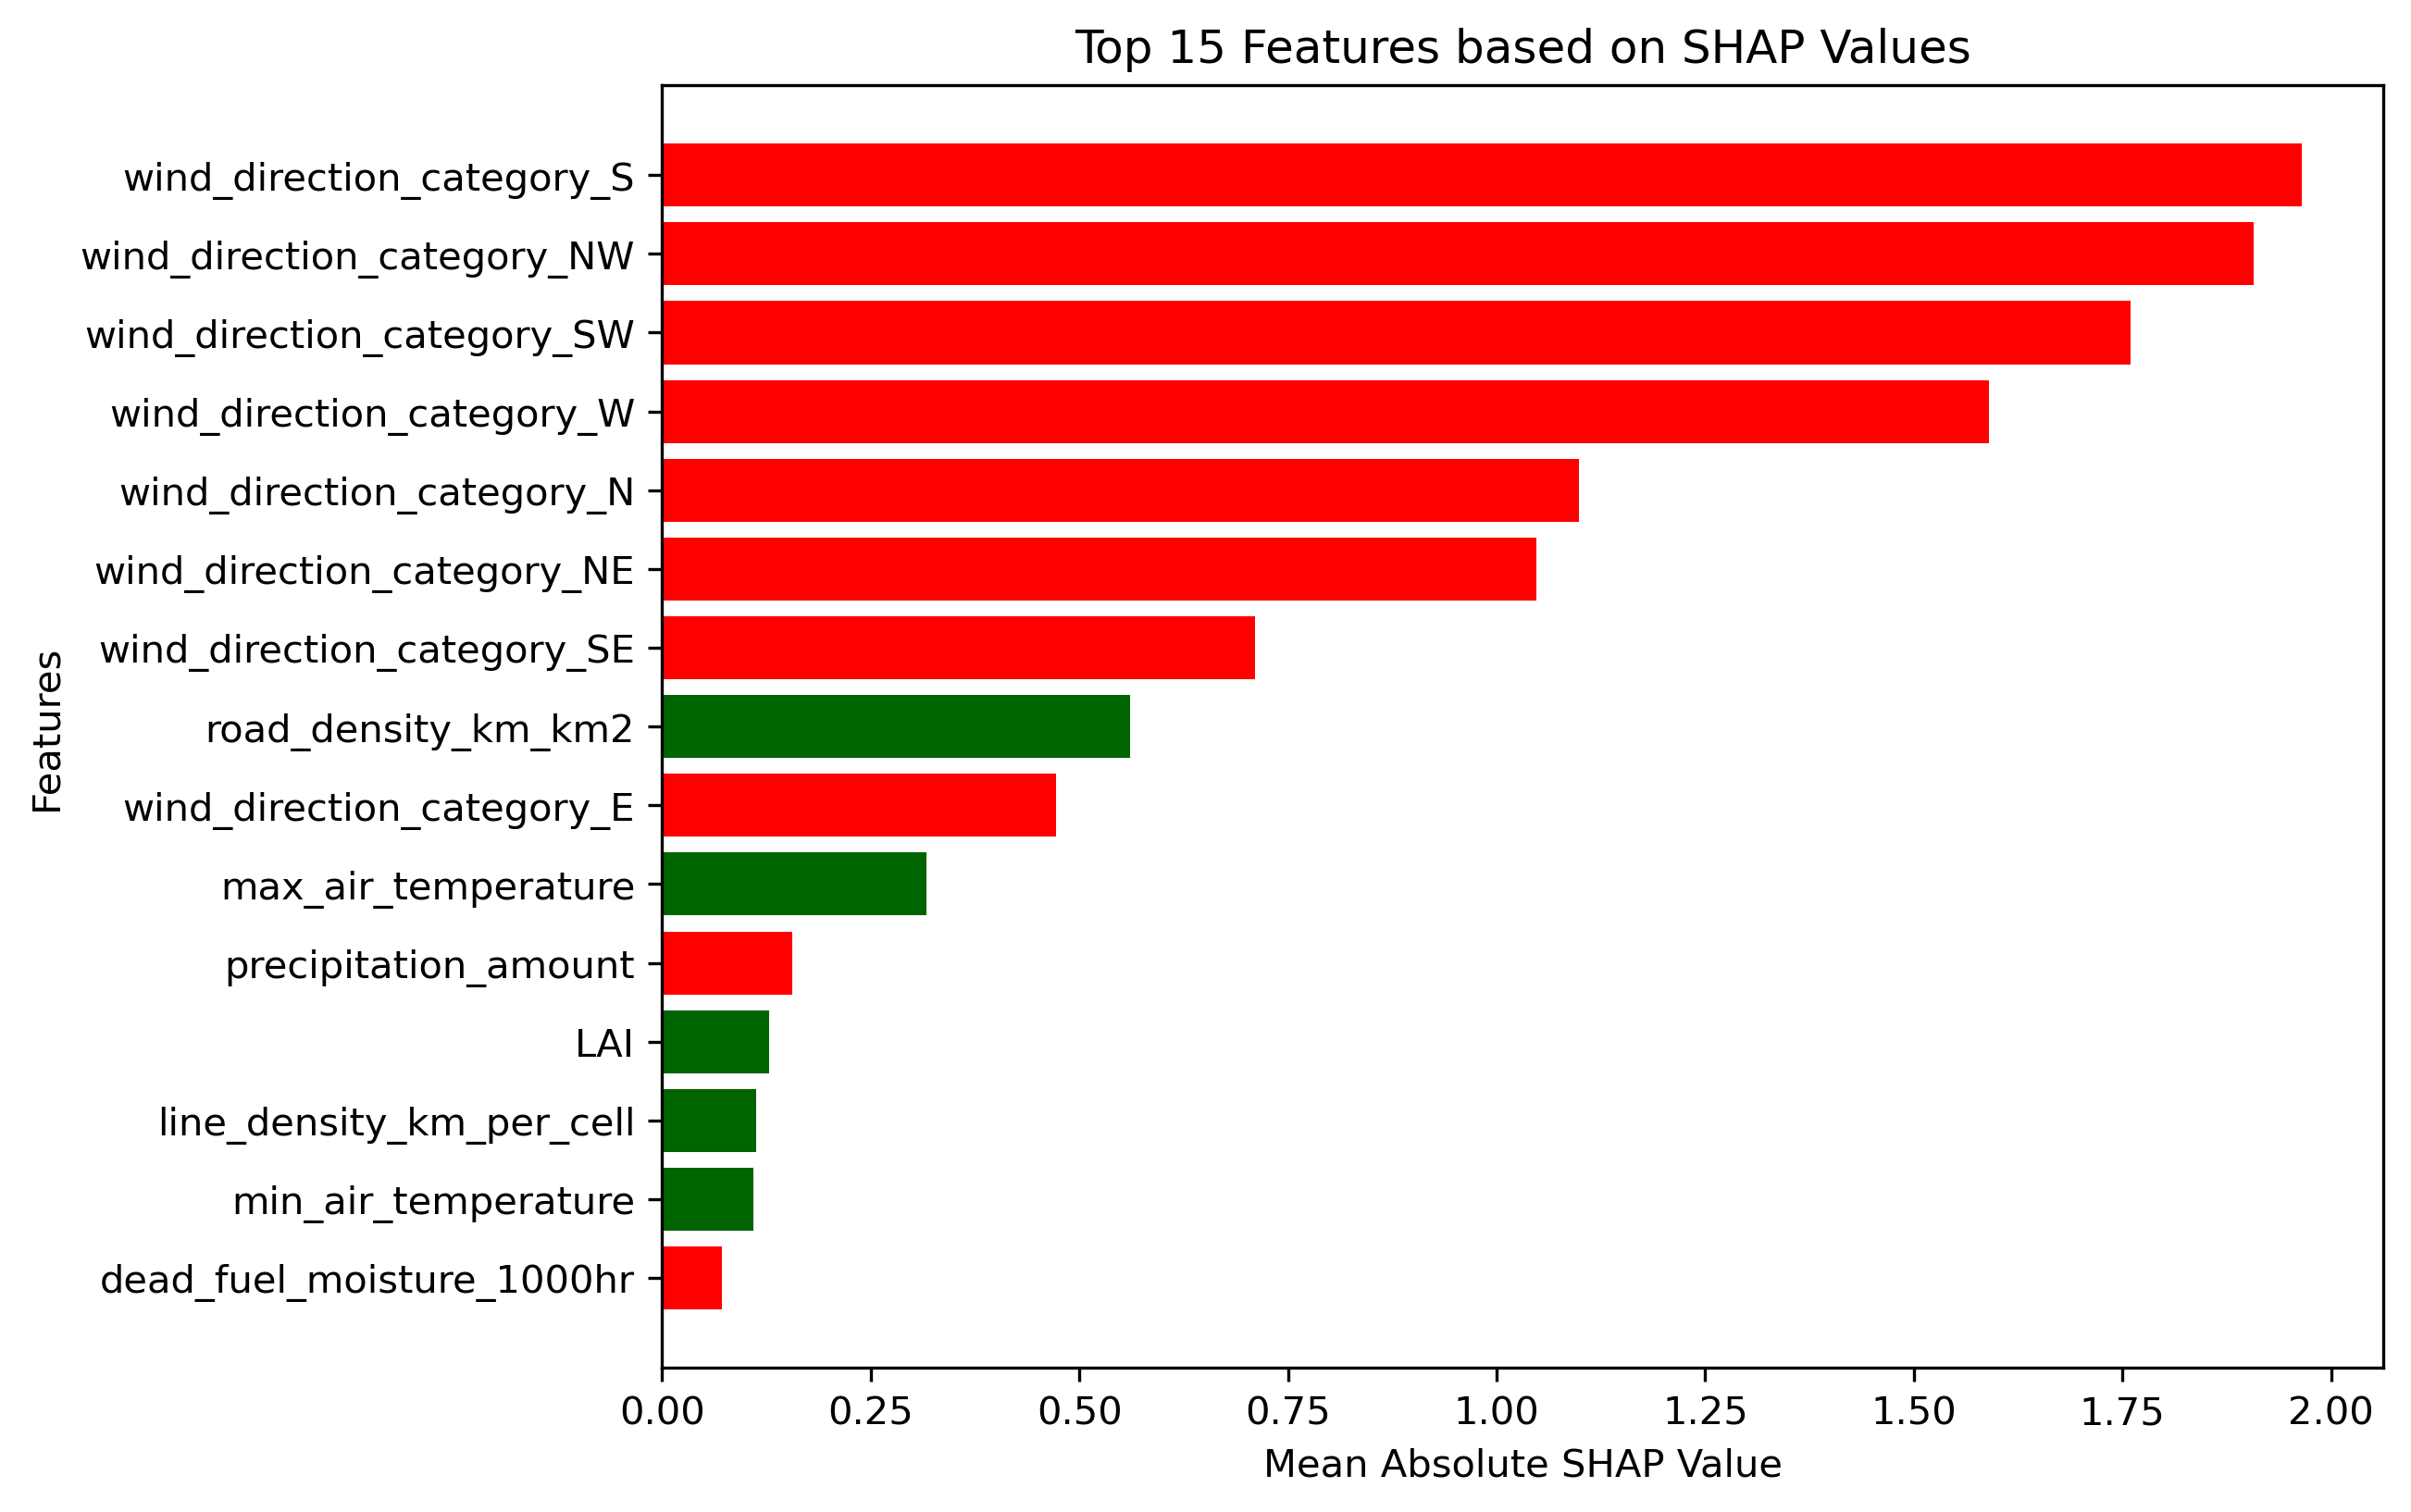 Top 15 Features based on SHAP Values
wind_direction_category_S
wind_direction_category_NW
wind_direction_category_SW
wind_direction_category_W
wind_direction_category_N
wind_direction_category_NE
wind_direction_category_SE
road_density_km_km2
wind_direction_category_E
max_air_temperature
precipitation_amount
LAI
line_density_km_per_cell
min_air_temperature
dead_fuel_moisture_1000hr
Features
0.00 0.25 0.50 0.75 1.00 1.25 1.50 1.75 2.00
Mean Absolute SHAP Value